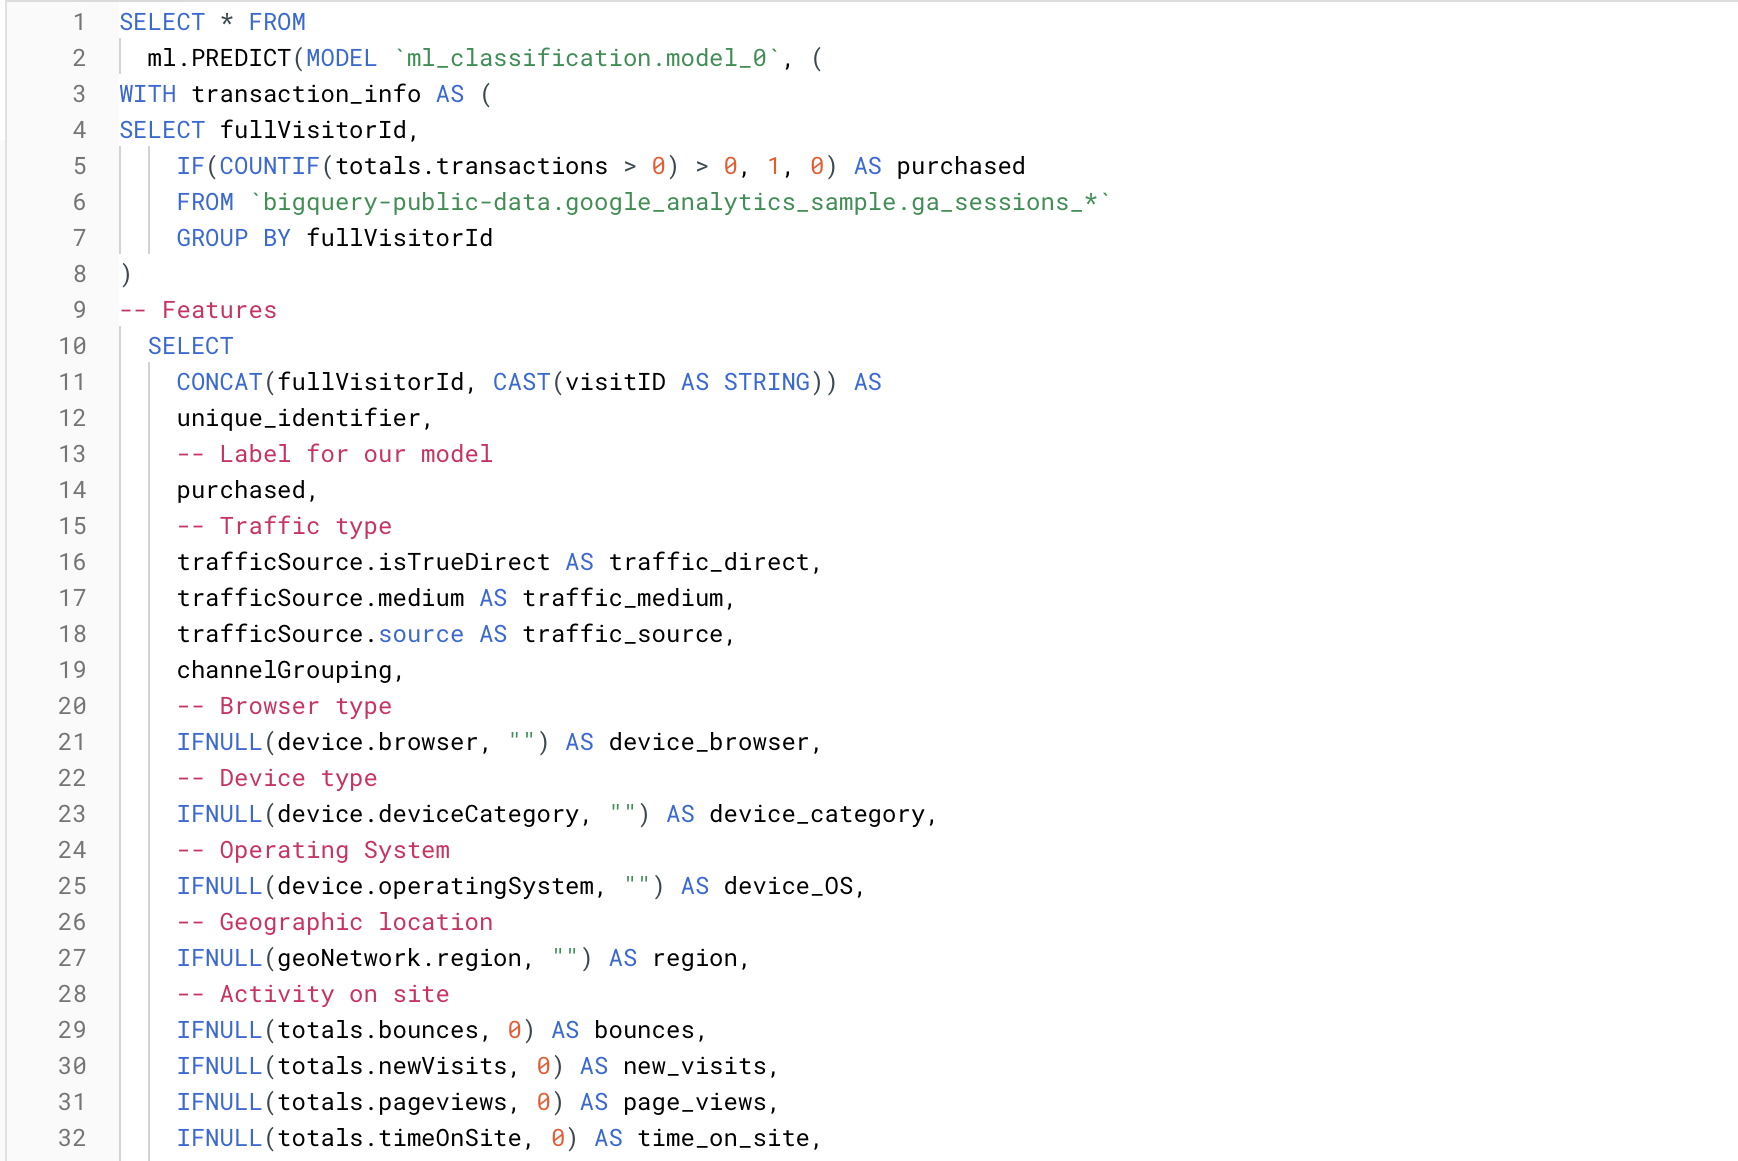 1 SELECT * FROM
2 ml.PREDICT(MODEL `ml_classification.model_0`, (
3 WITH transaction_info AS (
4 SELECT fullVisitorId,
5 IF(COUNTIF(totals.transactions > 0) > 0, 1, 0) AS purchased
6 FROM `bigquery-public-data.google_analytics_sample.ga_sessions_*`
7 GROUP BY fullVisitorId
8 )
9 -- Features
10 SELECT
11 CONCAT(fullVisitorId, CAST(visitID AS STRING)) AS
12 unique_identifier,
13 -- Label for our model
14 purchased,
15 -- Traffic type
16 trafficSource.isTrueDirect AS traffic_direct,
17 trafficSource.medium AS traffic_medium,
18 trafficSource.source AS traffic_source,
19 channelGrouping,
20 -- Browser type
21 IFNULL(device.browser, "") AS device_browser,
22 -- Device type
23 IFNULL(device.deviceCategory, "") AS device_category,
24 -- Operating System
25 IFNULL(device.operatingSystem, "") AS device_OS,
26 -- Geographic location
27 IFNULL(geoNetwork.region, "") AS region,
28 -- Activity on site
29 IFNULL(totals.bounces, 0) AS bounces,
30 IFNULL(totals.newVisits, 0) AS new_visits,
31 IFNULL(totals.pageviews, 0) AS page_views,
32 IFNULL(totals.timeOnSite, 0) AS time_on_site,